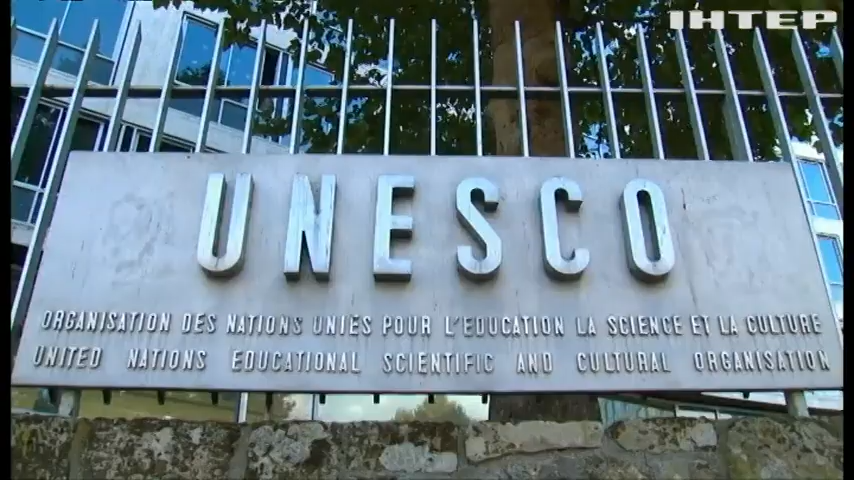 ІНТЕР
UNESCO
ORGANISATION DES NATIONS UNIES POUR L'EDUCATION LA SCIENCE ET LA CULTURE
UNITED NATIONS EDUCATIONAL SCIENTIFIC AND CULTURAL ORGANISATION